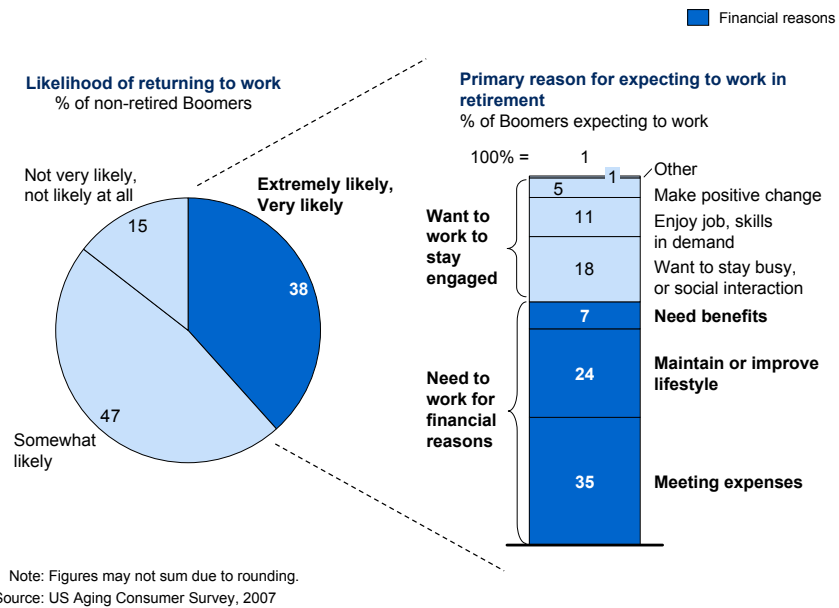 Financial reasons
Likelihood of returning to work
% of non-retired Boomers
Not very likely,
not likely at all
15
Extremely likely,
Very likely
38
47
Somewhat
likely
Primary reason for expecting to work in
retirement
% of Boomers expecting to work
100% = 1
1
Other
5
Make positive change
11
Enjoy job, skills
in demand
18
Want to stay busy,
or social interaction
Want to
work to
stay
engaged
7
Need benefits
24
Maintain or improve
lifestyle
35
Meeting expenses
Need to
work for
financial
reasons
Note: Figures may not sum due to rounding.
Source: US Aging Consumer Survey, 2007